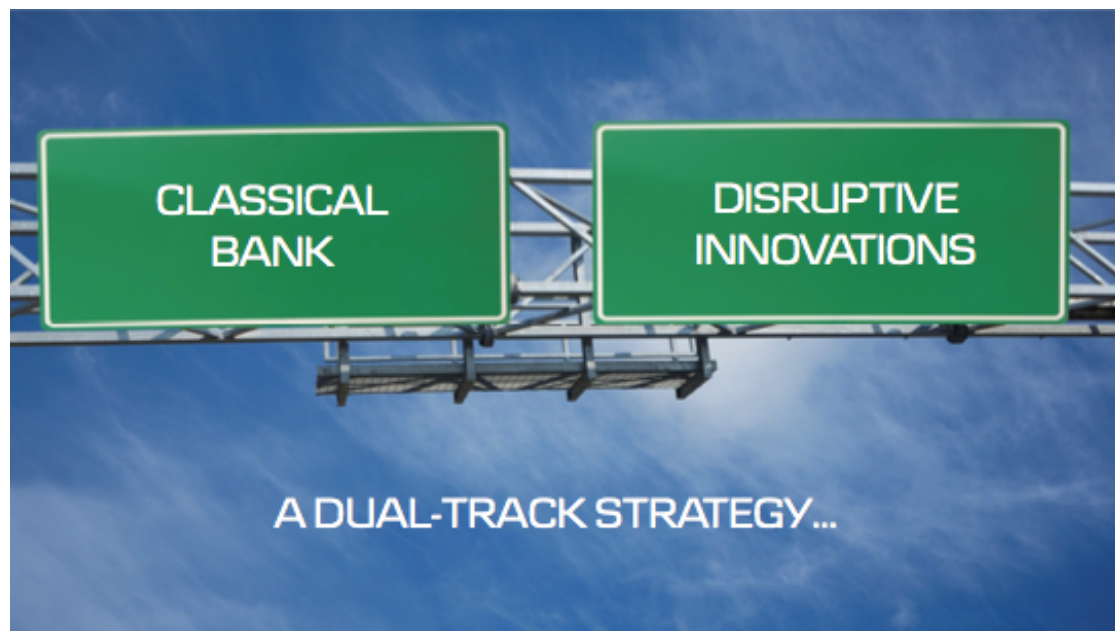 CLASSICAL
BANK
DISRUPTIVE
INNOVATIONS
A DUAL-TRACK STRATEGY...